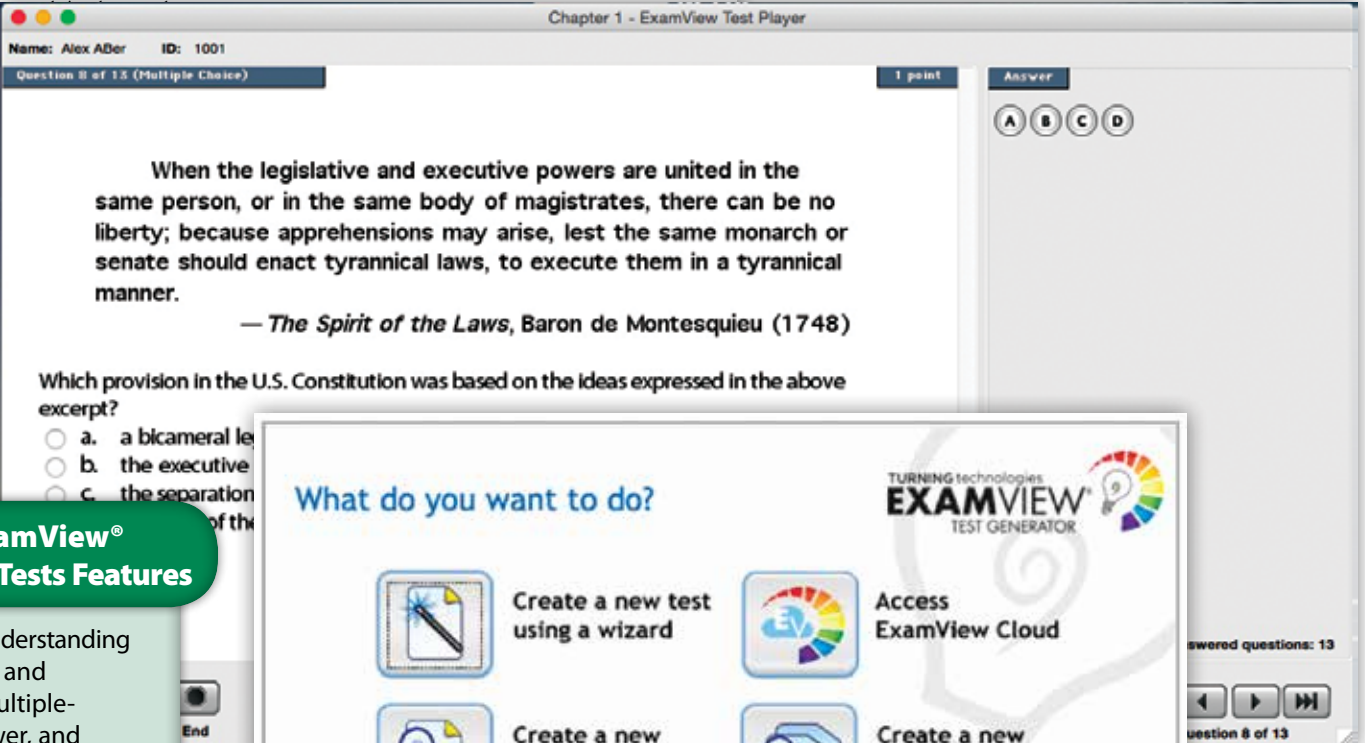 Chapter 1 - ExamView Test Player
Name: Alex ABer ID: 1001
Question 8 of 13 (Multiple Choice)
1 point
Answer
A B C D
When the legislative and executive powers are united in the
same person, or in the same body of magistrates, there can be no
liberty; because apprehensions may arise, lest the same monarch or
senate should enact tyrannical laws, to execute them in a tyrannical
manner.
— The Spirit of the Laws, Baron de Montesquieu (1748)
Which provision in the U.S. Constitution was based on the ideas expressed in the above
excerpt?
a. a bicameral le
b. the executive
c. the separation
of the
amView®
Tests Features
derstanding
and
ultiple-
ver, and
End
What do you want to do?
TURNING technologies
EXAMVIEW®
TEST GENERATOR
Create a new test
using a wizard
EV
Access
ExamView Cloud
Create a new
Create a new
swered questions: 13
uestion 8 of 13